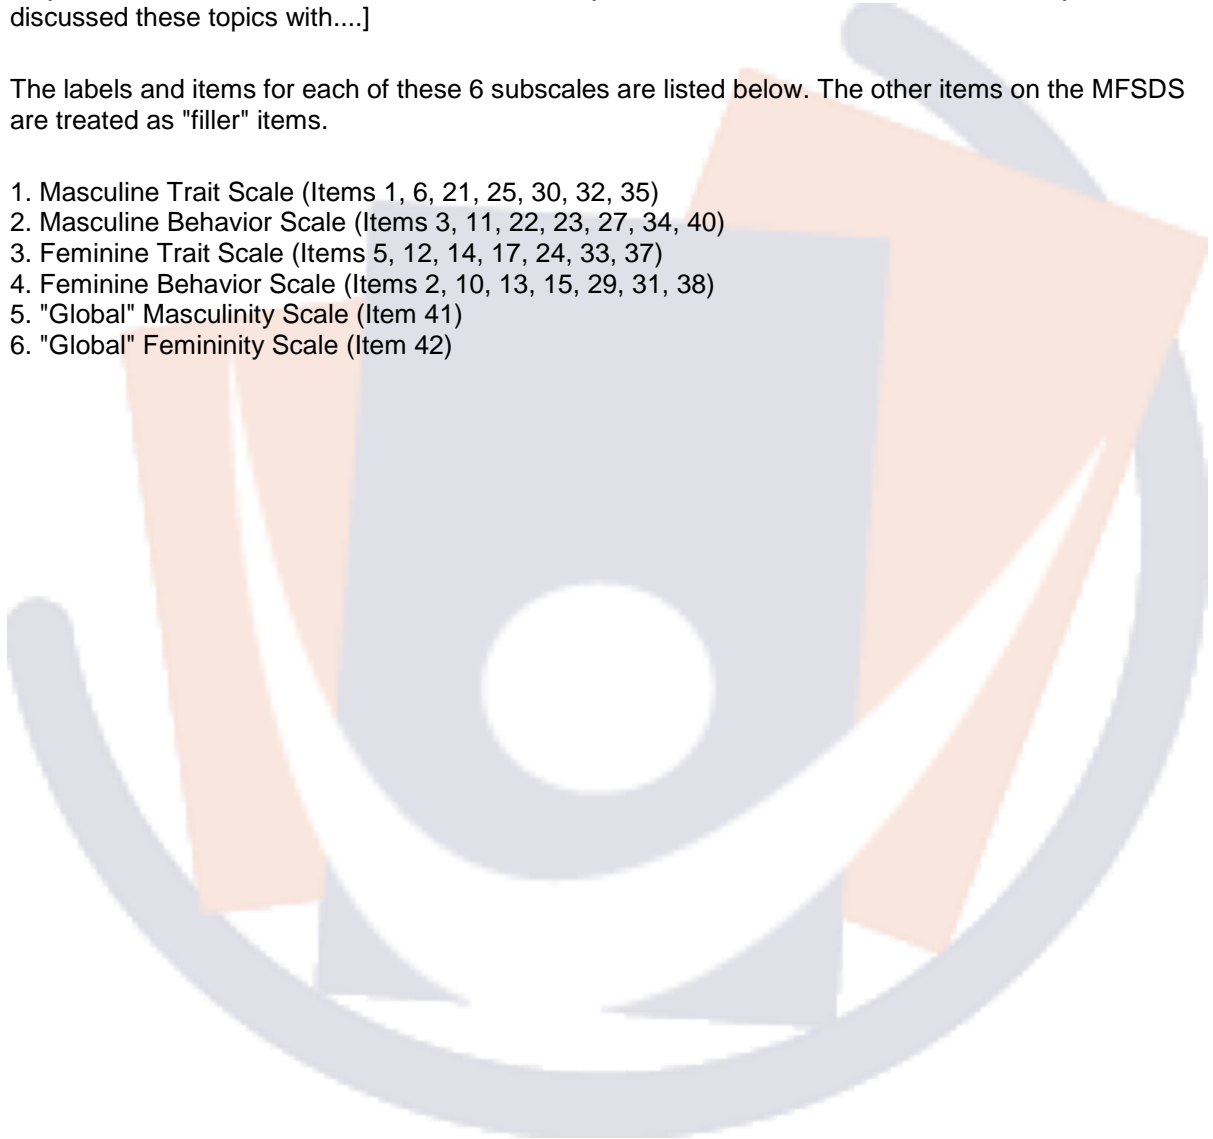 discussed these topics with....]
The labels and items for each of these 6 subscales are listed below. The other items on the MFSDS
are treated as "filler" items.
1. Masculine Trait Scale (Items 1, 6, 21, 25, 30, 32, 35)
2. Masculine Behavior Scale (Items 3, 11, 22, 23, 27, 34, 40)
3. Feminine Trait Scale (Items 5, 12, 14, 17, 24, 33, 37)
4. Feminine Behavior Scale (Items 2, 10, 13, 15, 29, 31, 38)
5. "Global" Masculinity Scale (Item 41)
6. "Global" Femininity Scale (Item 42)